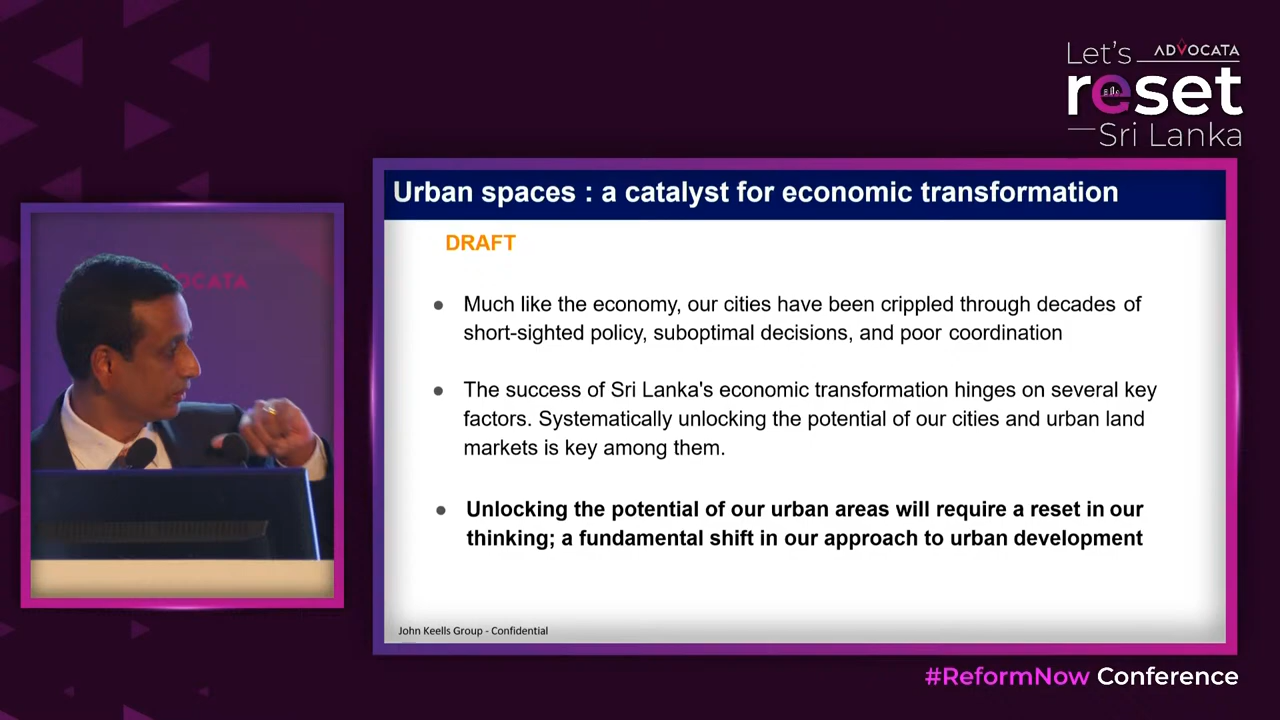 Let's
ADVOCATA
reset
Sri Lanka
Urban spaces : a catalyst for economic transformation
DRAFT
Much like the economy, our cities have been crippled through decades of
short-sighted policy, suboptimal decisions, and poor coordination
The success of Sri Lanka's economic transformation hinges on several key
factors. Systematically unlocking the potential of our cities and urban land
markets is key among them.
Unlocking the potential of our urban areas will require a reset in our
thinking; a fundamental shift in our approach to urban development
John Keells Group - Confidential
OCATA
#ReformNow Conference